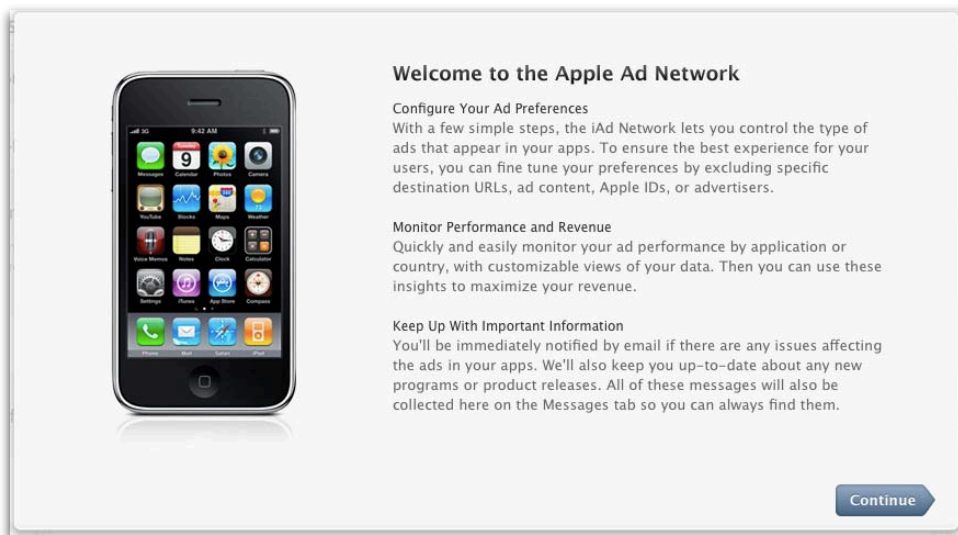 Welcome to the Apple Ad Network
Configure Your Ad Preferences
With a few simple steps, the iAd Network lets you control the type of
ads that appear in your apps. To ensure the best experience for your
users, you can fine tune your preferences by excluding specific
destination URLs, ad content, Apple IDs, or advertisers.
Monitor Performance and Revenue
Quickly and easily monitor your ad performance by application or
country, with customizable views of your data. Then you can use these
insights to maximize your revenue.
Keep Up With Important Information
You'll be immediately notified by email if there are any issues affecting
the ads in your apps. We'll also keep you up-to-date about any new
programs or product releases. All of these messages will also be
collected here on the Messages tab so you can always find them.
Continue
3G 9:42 AM
Tuesday
9
Messages Calendar Photos Camera
YouTube Stocks Maps Weather
Voice Memos Notes Clock Calculator
Settings iTunes App Store Compass
Phone Mail Safari iPod